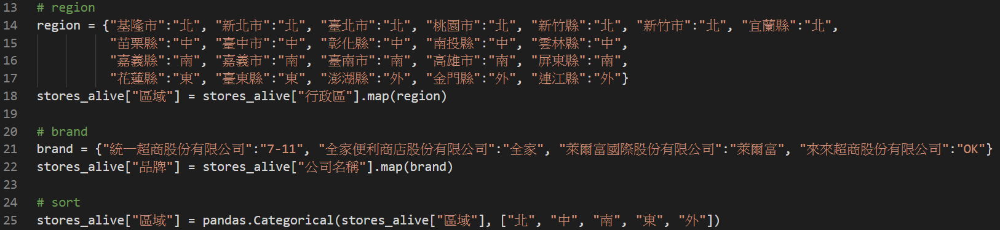 13 # region
14 region = {"基隆市":"北", "新北市":"北", "臺北市":"北", "桃園市":"北", "新竹縣":"北", "新竹市":"北", "宜蘭縣":"北",
15 "苗栗縣":"中", "臺中市":"中", "彰化縣":"中", "南投縣":"中", "雲林縣":"中",
16 "嘉義縣":"南", "嘉義市":"南", "臺南市":"南", "高雄市":"南", "屏東縣":"南",
17 "花蓮縣":"東", "臺東縣":"東", "澎湖縣":"外", "金門縣":"外", "連江縣":"外"}
18 stores_alive["區域"] = stores_alive["行政區"].map(region)
19
20 # brand
21 brand = {"統一超商股份有限公司":"7-11", "全家便利商店股份有限公司":"全家", "萊爾富國際股份有限公司":"萊爾富", "來來超商股份有限公司":"OK"}
22 stores_alive["品牌"] = stores_alive["公司名稱"].map(brand)
23
24 # sort
25 stores_alive["區域"] = pandas.Categorical(stores_alive["區域"], ["北", "中", "南", "東", "外"])